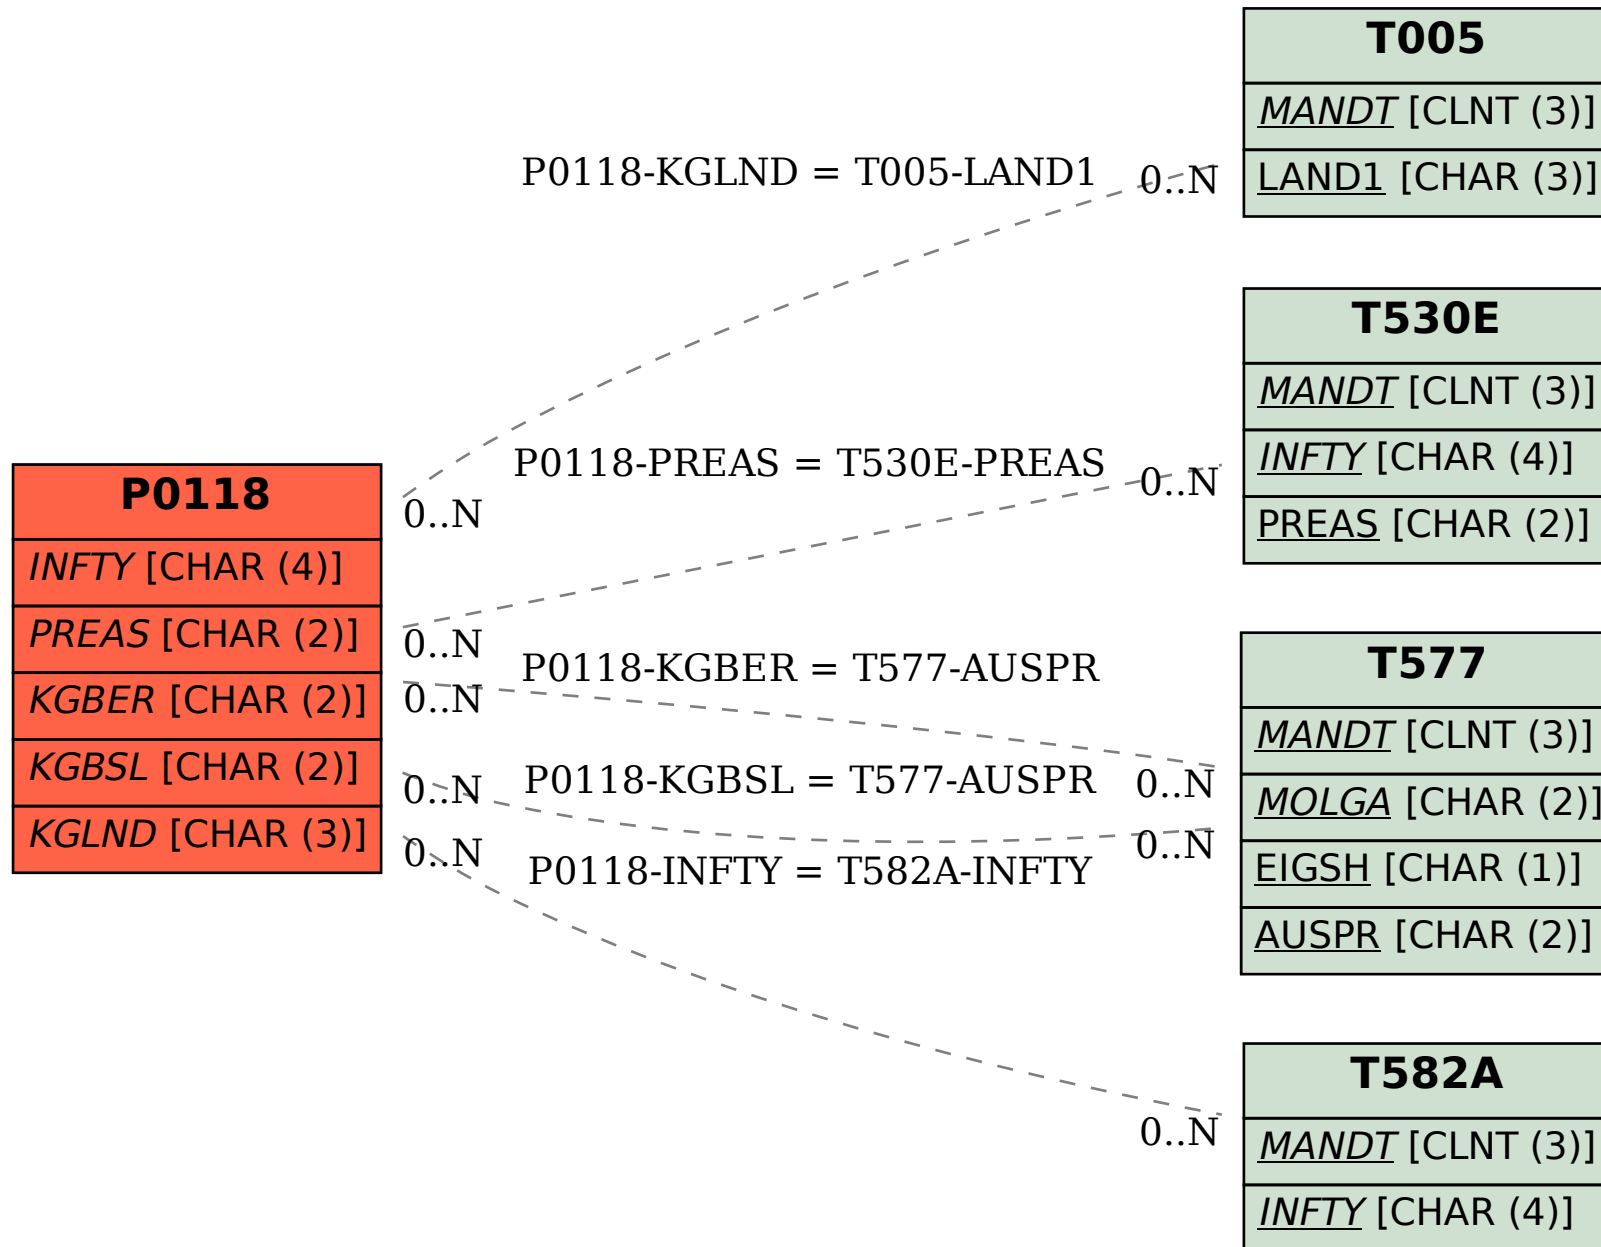 P0118
INFTY [CHAR (4)]
PREAS [CHAR (2)]
KGBER [CHAR (2)]
KGBSL [CHAR (2)]
KGLND [CHAR (3)]
P0118-KGLND = T005-LAND1
0..N
0..N
P0118-PREAS = T530E-PREAS
0..N
0..N
P0118-KGBER = T577-AUSPR
0..N
0..N
P0118-KGBSL = T577-AUSPR
0..N
0..N
P0118-INFTY = T582A-INFTY
0..N
0..N
T005
MANDT [CLNT (3)]
LAND1 [CHAR (3)]
T530E
MANDT [CLNT (3)]
INFTY [CHAR (4)]
PREAS [CHAR (2)]
T577
MANDT [CLNT (3)]
MOLGA [CHAR (2)]
EIGSH [CHAR (1)]
AUSPR [CHAR (2)]
T582A
MANDT [CLNT (3)]
INFTY [CHAR (4)]